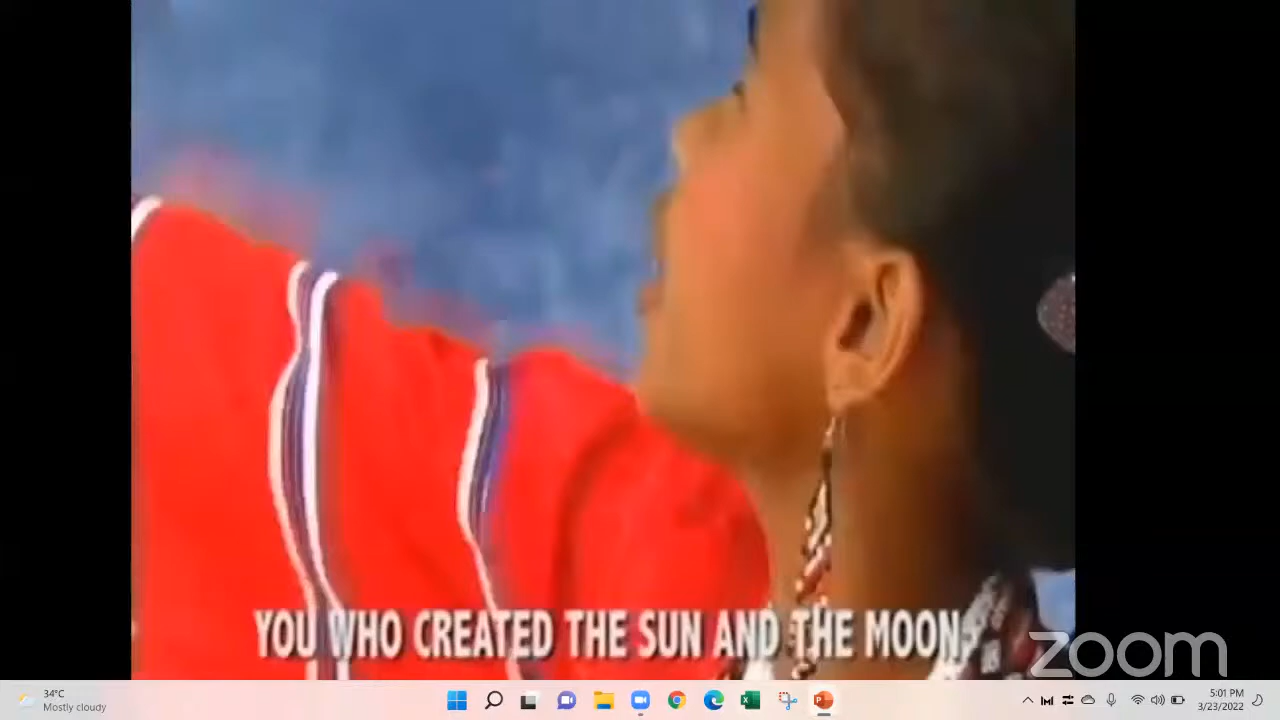 YOU WHO CREATED THE SUN AND THE MOON,
zoom
34°C
Mostly cloudy
5:01 PM
3/23/2022